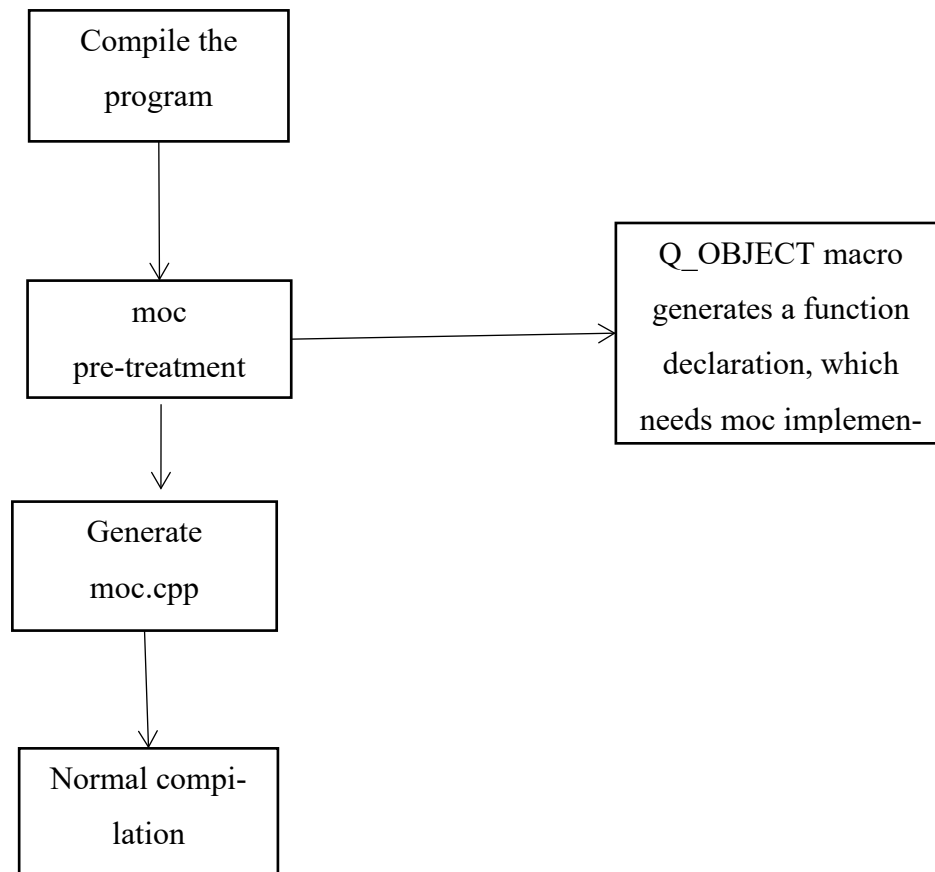 Compile the
program
moc
pre-treatment
Q_OBJECT macro
generates a function
declaration, which
needs moc implemen-
Generate
moc.cpp
Normal compi-
lation